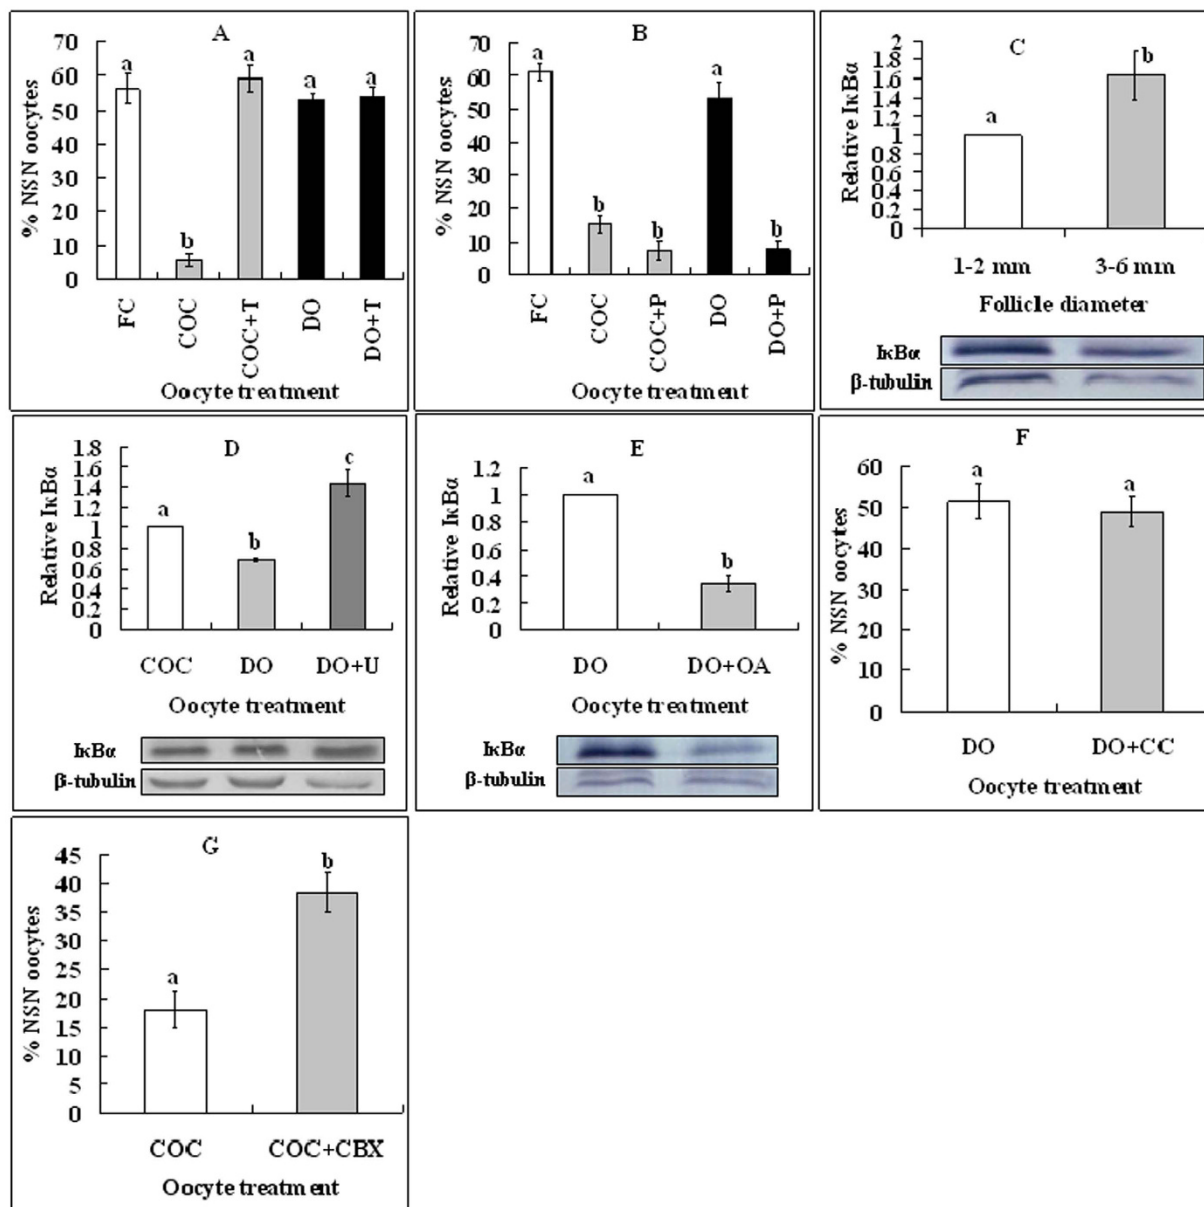 A
% NSN oocytes
70
60
50
40
30
20
10
0
a
b
a
a
a
FC
COC
COC+T
DO
DO+T
Oocyte treatment
B
% NSN oocytes
70
60
50
40
30
20
10
0
a
b
b
a
b
FC
COC
COC+P
DO
DO+P
Oocyte treatment
C
Relative IκBα
2
1.8
1.6
1.4
1.2
1
0.8
0.6
0.4
0.2
0
a
b
1-2 mm
3-6 mm
Follicle diameter
IκBα
β-tubulin
D
Relative IκBα
1.8
1.6
1.4
1.2
1
0.8
0.6
0.4
0.2
0
a
b
c
COC
DO
DO+U
Oocyte treatment
IκBα
β-tubulin
E
Relative IκBα
1.2
1
0.8
0.6
0.4
0.2
0
a
b
DO
DO+OA
Oocyte treatment
IκBα
β-tubulin
F
% NSN oocytes
60
50
40
30
20
10
0
a
a
DO
DO+CC
Oocyte treatment
G
% NSN oocytes
45
40
35
30
25
20
15
10
5
0
a
b
COC
COC+CBX
Oocyte treatment